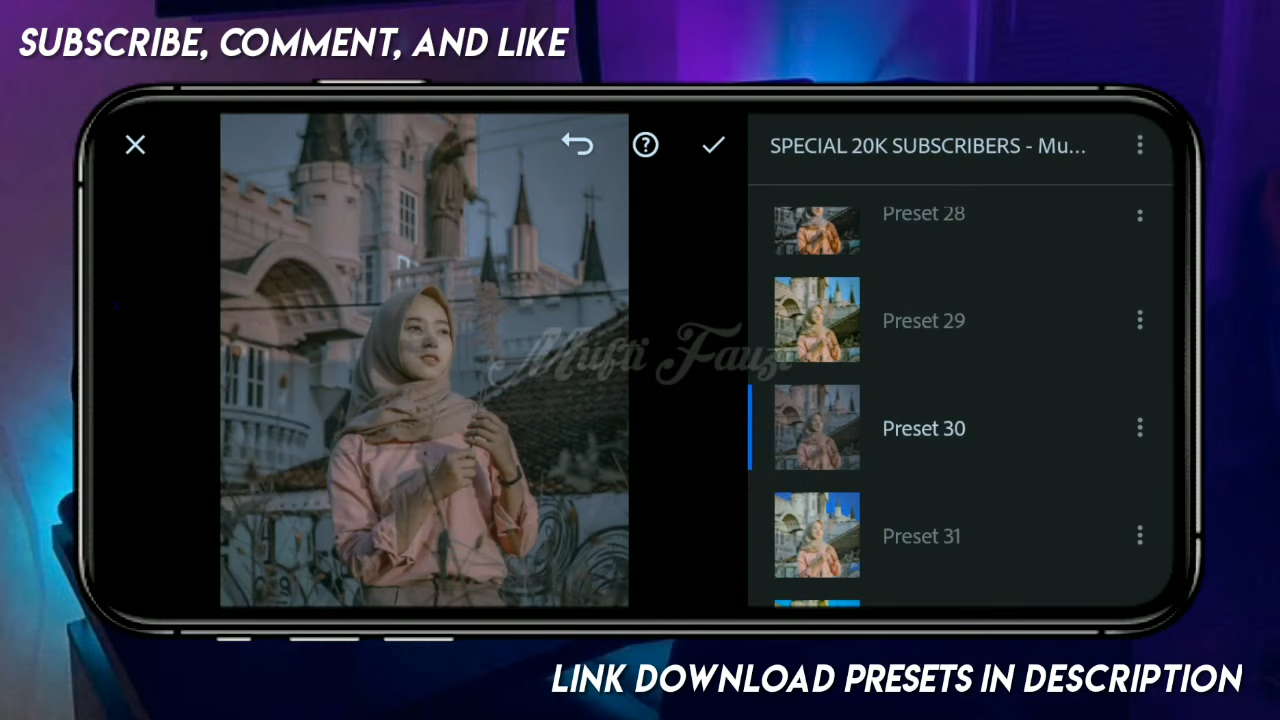 SUBSCRIBE, COMMENT, AND LIKE
SPECIAL 20K SUBSCRIBERS - Mu...
Preset 28
Preset 29
Mufti Fauzi
Preset 30
Preset 31
LINK DOWNLOAD PRESETS IN DESCRIPTION